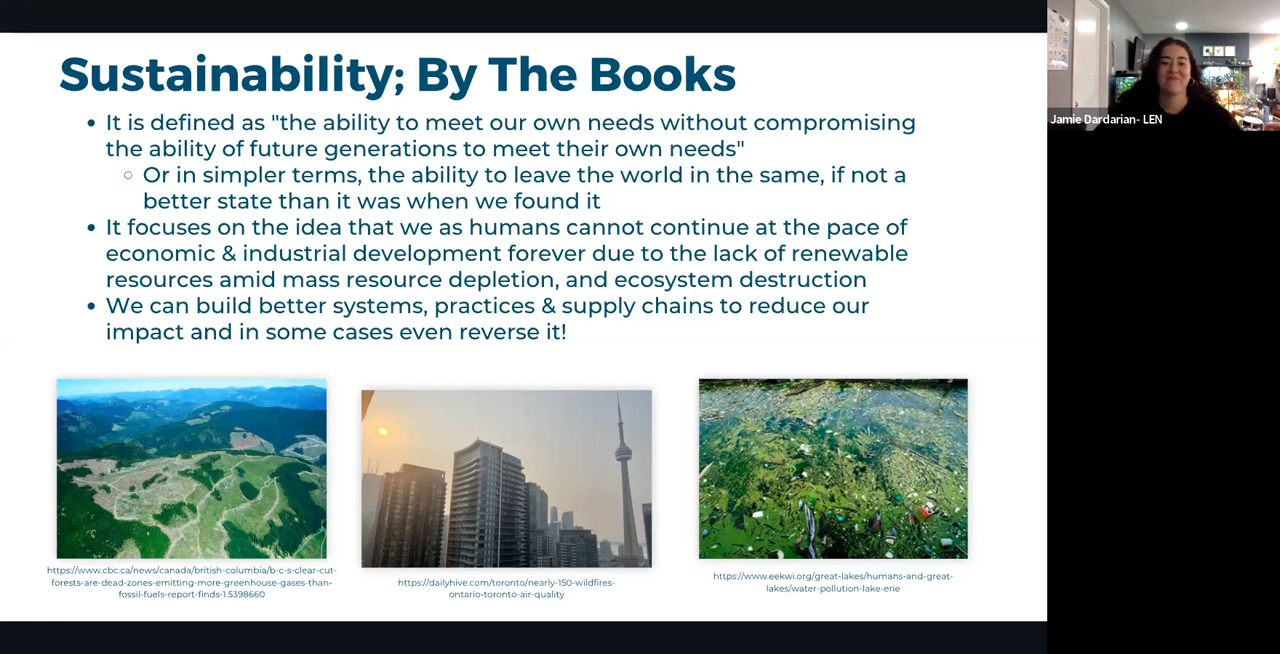 Sustainability; By The Books
• It is defined as "the ability to meet our own needs without compromising
the ability of future generations to meet their own needs"
○ Or in simpler terms, the ability to leave the world in the same, if not a
better state than it was when we found it
• It focuses on the idea that we as humans cannot continue at the pace of
economic & industrial development forever due to the lack of renewable
resources amid mass resource depletion, and ecosystem destruction
• We can build better systems, practices & supply chains to reduce our
impact and in some cases even reverse it!
https://www.cbc.ca/news/canada/british-columbia/b-c-s-clear-cut-
forests-are-dead-zones-emitting-more-greenhouse-gases-than-
fossil-fuels-report-finds-1.5398660
https://dailyhive.com/toronto/nearly-150-wildfires-
ontario-toronto-air-quality
https://www.eekwi.org/great-lakes/humans-and-great-
lakes/water-pollution-lake-erie
Jamie Dardarian- LEN